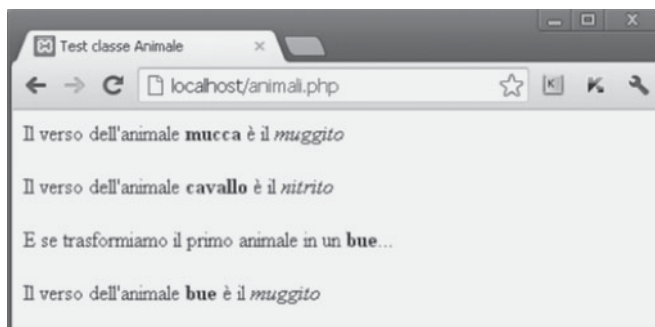 Test classe Animale
localhost/animali.php
Il verso dell'animale mucca è il muggito
Il verso dell'animale cavallo è il nitrito
E se trasformiamo il primo animale in un bue...
Il verso dell'animale bue è il muggito